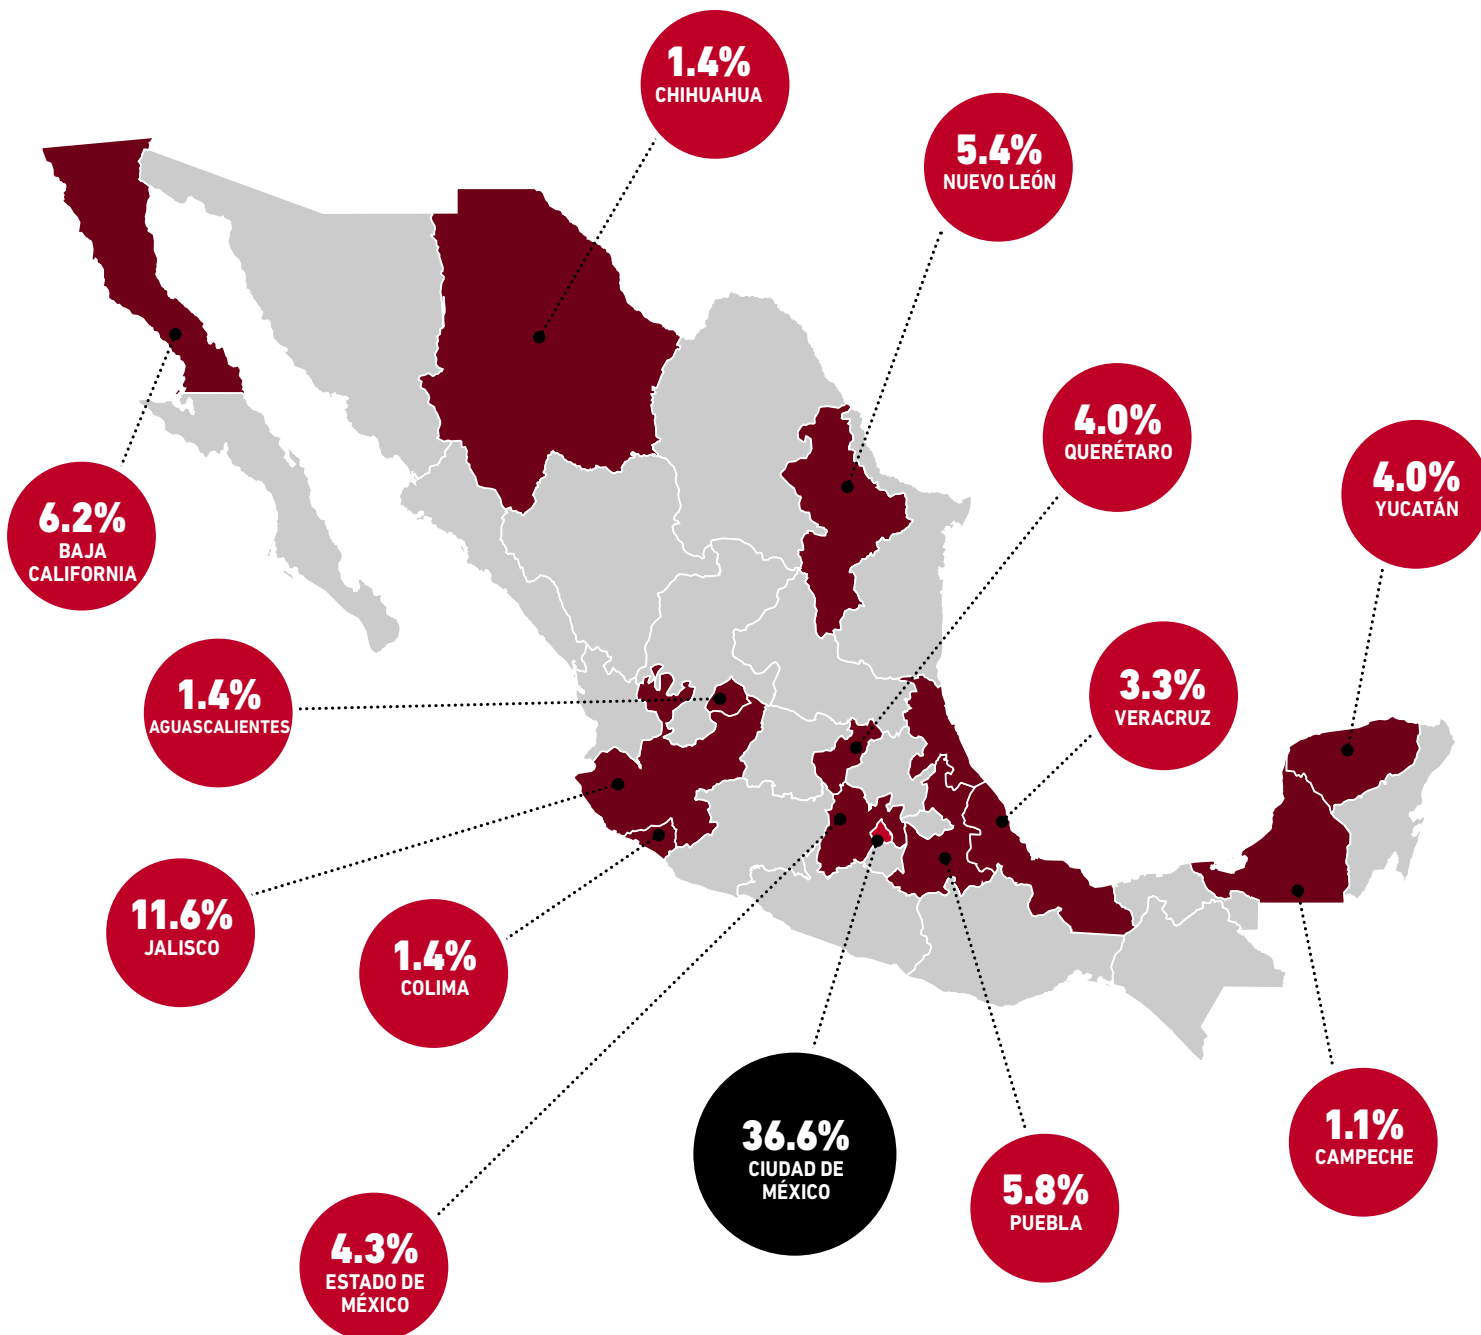 1.4%
CHIHUAHUA
5.4%
NUEVO LEÓN
4.0%
QUERÉTARO
4.0%
YUCATÁN
6.2%
BAJA
CALIFORNIA
1.4%
AGUASCALIENTES
3.3%
VERACRUZ
11.6%
JALISCO
1.4%
COLIMA
36.6%
CIUDAD DE
MÉXICO
1.1%
CAMPECHE
5.8%
PUEBLA
4.3%
ESTADO DE
MÉXICO